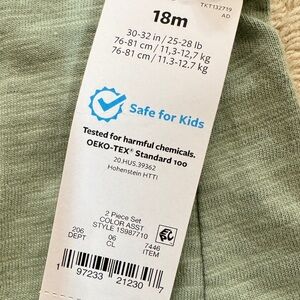 TKT132719
AD
18m
30-32 in / 25-28 lb
76-81 cm / 11,3-12,7 kg
76-81 cm / 11.3-12.7 kg
Safe for Kids
Tested for harmful chemicals.
OEKO-TEX® Standard 100
20.HUS.39362
Hohenstein HTTI
2 Piece Set
COLOR ASST
STYLE 1S987710
206 06 7446
DEPT CL ITEM
1 97233 21230 7